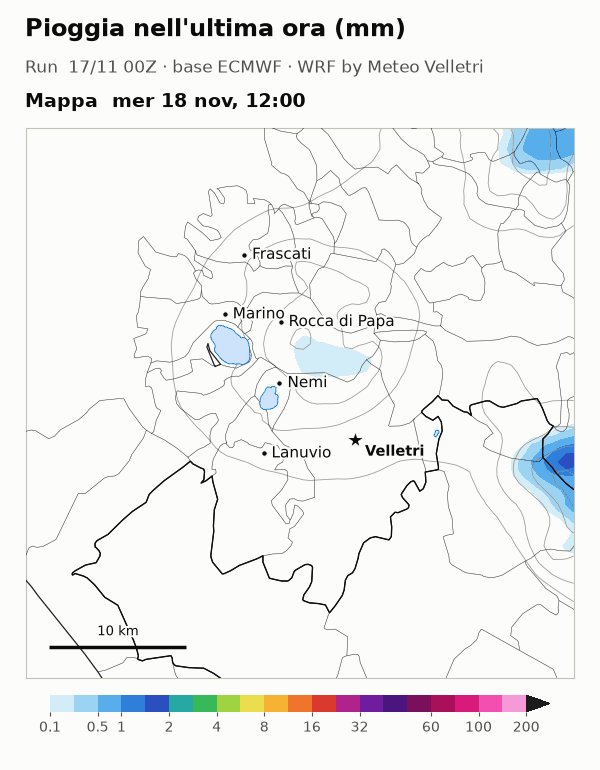 Pioggia nell'ultima ora (mm)
Run  17/11 00Z · base ECMWF · WRF by Meteo Velletri
Mappa  mer 18 nov, 12:00
Frascati
Marino
Rocca di Papa
Nemi
Velletri
Lanuvio
10 km
0.1 0.5 1 2 4 8 16 32 60 100 200